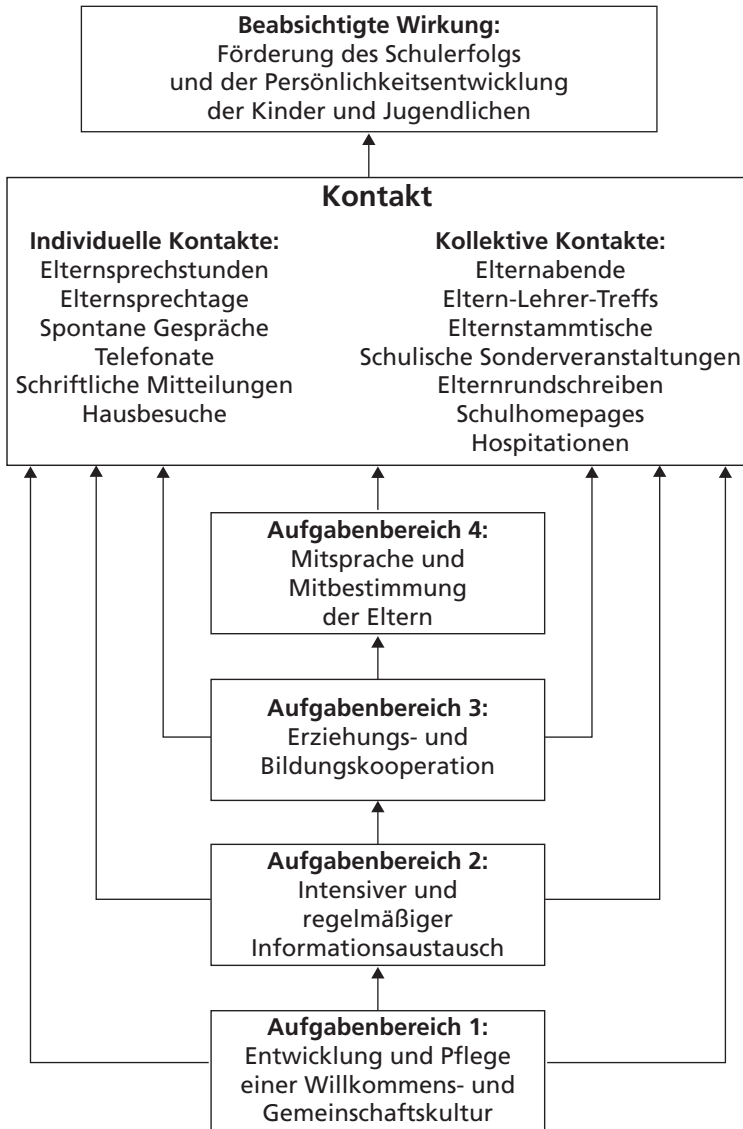 Beabsichtigte Wirkung:
Förderung des Schulerfolgs
und der Persönlichkeitsentwicklung
der Kinder und Jugendlichen
Kontakt
Individuelle Kontakte:
Elternsprechstunden
Elternsprechtage
Spontane Gespräche
Telefonate
Schriftliche Mitteilungen
Hausbesuche
Kollektive Kontakte:
Elternabende
Eltern-Lehrer-Treffs
Elternstammtische
Schulische Sonderveranstaltungen
Elternrundschreiben
Schulhomepages
Hospitationen
Aufgabenbereich 4:
Mitsprache und
Mitbestimmung
der Eltern
Aufgabenbereich 3:
Erziehungs- und
Bildungskooperation
Aufgabenbereich 2:
Intensiver und
regelmäßiger
Informationsaustausch
Aufgabenbereich 1:
Entwicklung und Pflege
einer Willkommens- und
Gemeinschaftskultur